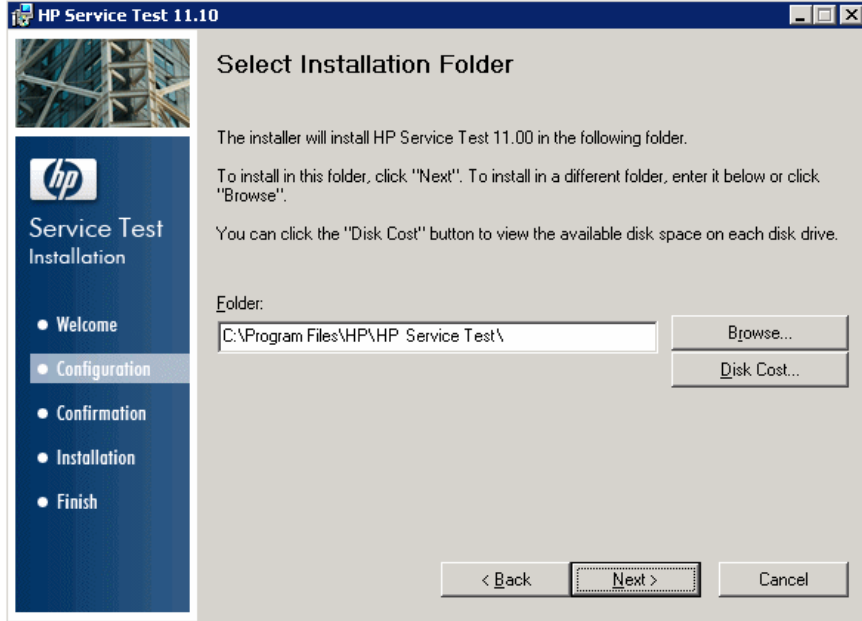 HP Service Test 11.10
Select Installation Folder
The installer will install HP Service Test 11.00 in the following folder.
To install in this folder, click "Next". To install in a different folder, enter it below or click
"Browse".
You can click the "Disk Cost" button to view the available disk space on each disk drive.
hp
Service Test
Installation
Welcome
Configuration
Confirmation
Installation
Finish
Folder:
C:\Program Files\HP\HP Service Test\
Browse...
Disk Cost...
< Back
Next >
Cancel